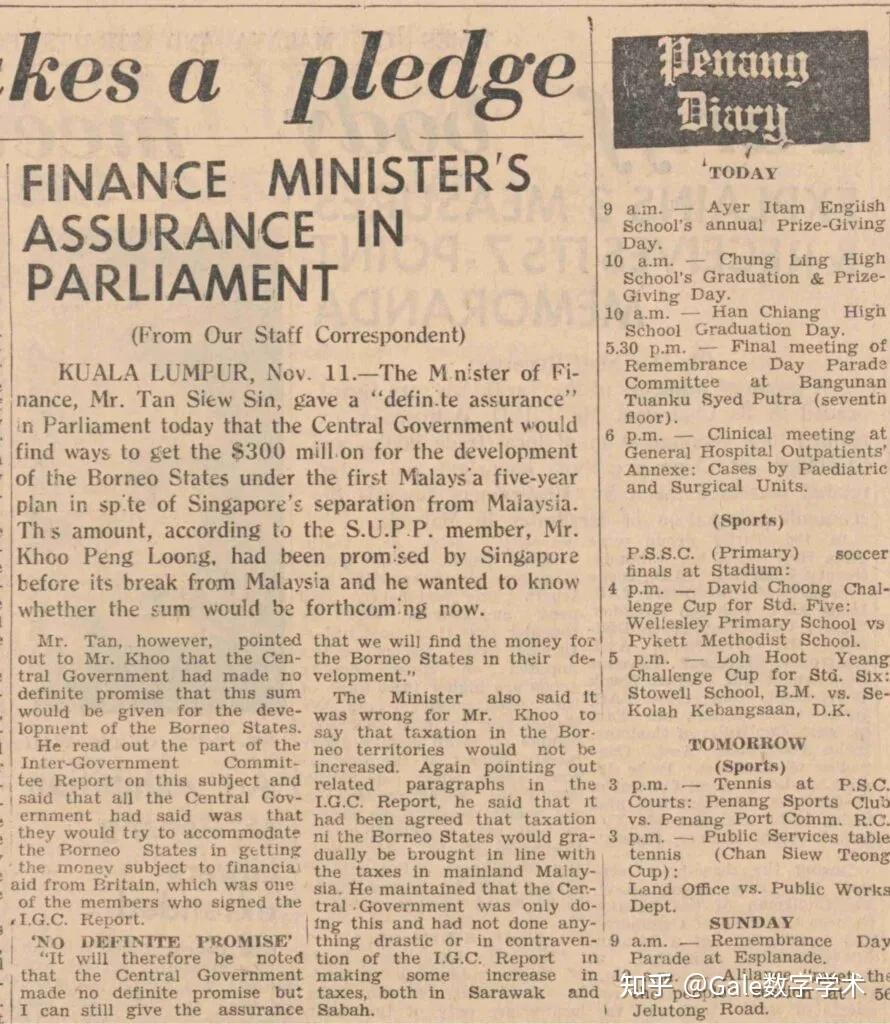 kes a pledge
FINANCE MINISTER'S
ASSURANCE IN
PARLIAMENT
(From Our Staff Correspondent)
KUALA LUMPUR, Nov. 11.—The M nister of Fi-
nance, Mr. Tan Siew Sin, gave a "defin.te assurance"
in Parliament today that the Central Government would
find ways to get the $300 mill.on for the development
of the Borneo States under the first Malays'a five-year
plan in sp.te of Singapore's separation from Malaysia.
Th s amount, according to the S.U.P.P. member, Mr.
Khoo Peng Loong, had been promised by Singapore
before its break from Malaysia and he wanted to know
whether the sum would be forthcoming now.
Mr. Tan, however, pointed
out to Mr. Khoo that the Cen-
tral Government had made no
definite promise that this sum
would be given for the deve-
lopment of the Borneo States.
He read out the part of the
Inter-Government Commit-
tee Report on this subject and
said that all the Central Gov-
ernment had said was that
they would try to accommodate
the Borneo States in getting
the money subject to financial
aid from Britain, which was one
of the members who signed the
I.G.C. Report.
'NO DEFINITE PROMISE'
"It will therefore be noted
that the Central Government
made no definite promise but
I can still give the assurance
that we will find the money for
the Borneo States in their de-
velopment."
The Minister also said it
was wrong for Mr. Khoo to
say that taxation in the Bor-
neo territories would not be
increased. Again pointing out
related paragraphs in the
I.G.C. Report, he said that it
had been agreed that taxation
ni the Borneo States would gra-
dually be brought in line with
the taxes in mainland Malay-
sia. He maintained that the Cen-
tral Government was only do-
ing this and had not done any-
thing drastic or in contraven-
tion of the I.G.C. Report in
making some increase in
taxes, both in Sarawak and
Sabah.
Penang
Diary
TODAY
9 a.m. — Ayer Itam English
School's annual Prize-Giving
Day.
10 a.m. — Chung Ling High
School's Graduation & Prize-
Giving Day.
10 a.m. — Han Chiang High
School Graduation Day.
5.30 p.m. — Final meeting of
Remembrance Day Parade
Committee at Bangunan
Tuanku Syed Putra (seventh
floor).
6 p.m. — Clinical meeting at
General Hospital Outpatients'
Annexe: Cases by Paediatric
and Surgical Units.
(Sports)
P.S.S.C. (Primary) soccer
finals at Stadium:
4 p.m. — David Choong Chal-
lenge Cup for Std. Five:
Wellesley Primary School vs
Pykett Methodist School.
5 p.m. — Loh Hoot Yeang
Challenge Cup for Std. Six:
Stowell School, B.M. vs. Se-
Kolah Kebangsaan, D.K.
TOMORROW
(Sports)
3 p.m. — Tennis at P.S.C.
Courts: Penang Sports Club
vs. Penang Port Comm. R.C.
3 p.m. — Public Services table
tennis (Chan Siew Teong
Cup):
Land Office vs. Public Works
Dept.
SUNDAY
9 a.m. — Remembrance Day
Parade at Esplanade.
the
at 56
Jelutong Road.
知乎 @Gale数字学术